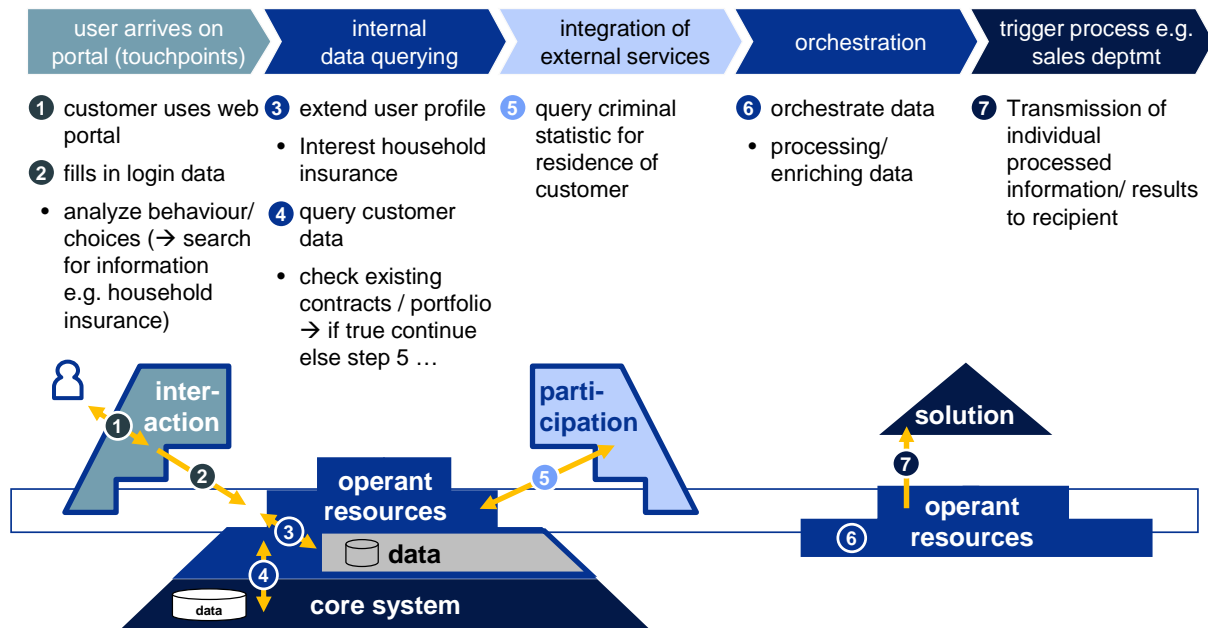 user arrives on
portal (touchpoints)
internal
data querying
integration of
external services
orchestration
trigger process e.g.
sales deptmt
1 customer uses web
portal
2 fills in login data
• analyze behaviour/
choices (→ search
for information
e.g. household
insurance)
3 extend user profile
• Interest household
insurance
4 query customer
data
• check existing
contracts / portfolio
→ if true continue
else step 5 …
5 query criminal
statistic for
residence of
customer
6 orchestrate data
• processing/
enriching data
7 Transmission of
individual
processed
information/ results
to recipient
inter-
action
1
2
operant
resources
3
data
4
data
core system
parti-
cipation
5
solution
7
operant
resources
6